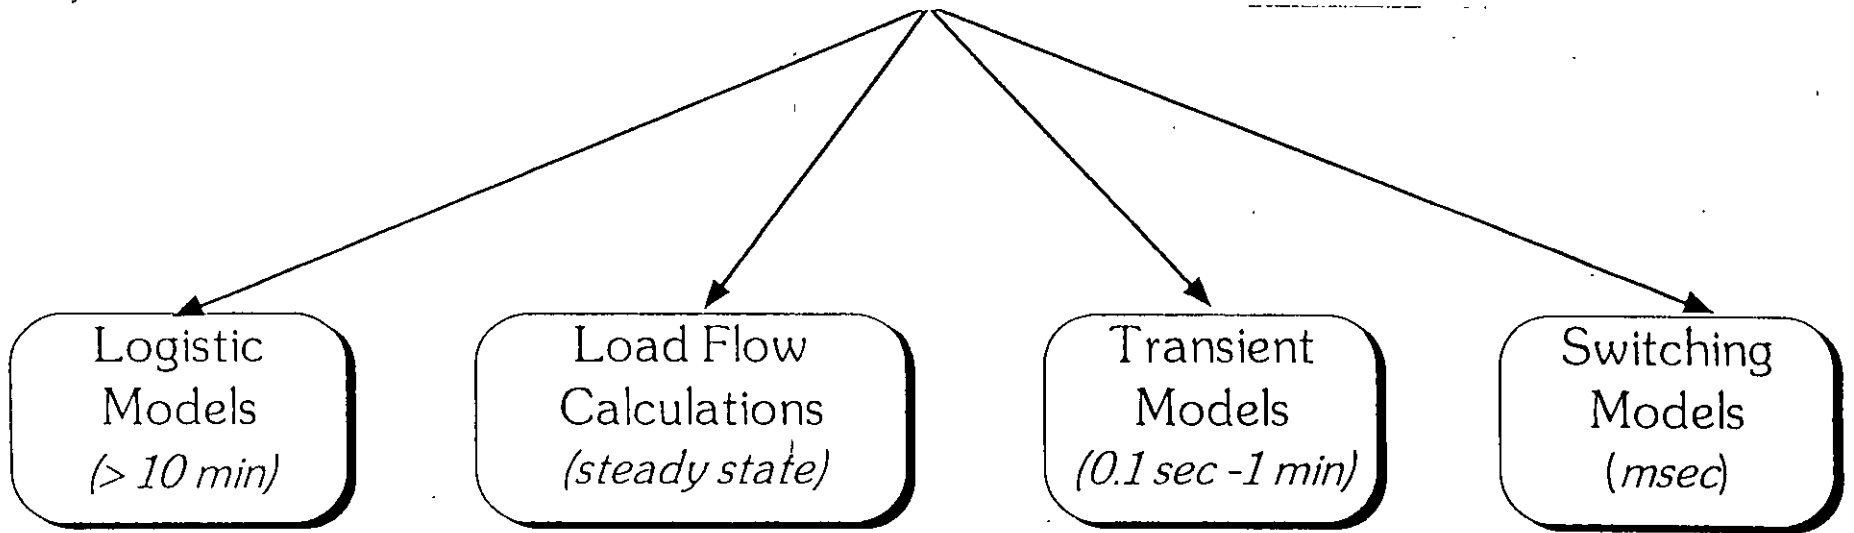 Logistic
Models
(> 10 min)
Load Flow
Calculations
(steady state)
Transient
Models
(0.1 sec -1 min)
Switching
Models
(msec)